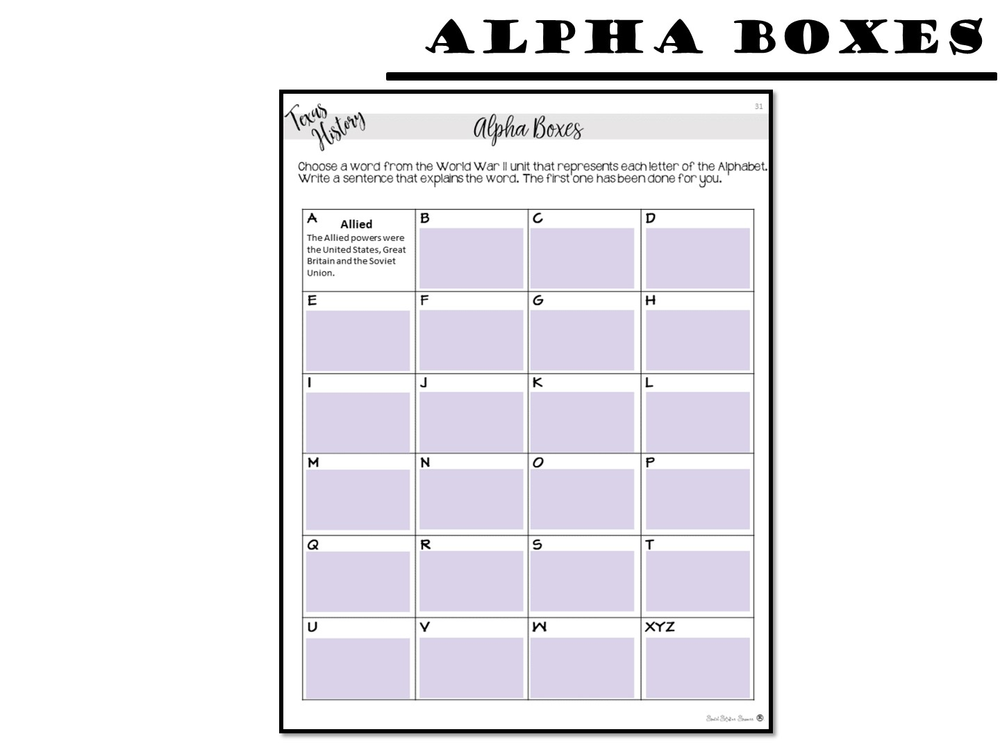 ALPHA BOXES
Texas
History
31
Alpha Boxes
Choose a word from the World War II unit that represents each letter of the Alphabet.
Write a sentence that explains the word. The first one has been done for you.
A
Allied
The Allied powers were
the United States, Great
Britain and the Soviet
Union.
B
C
D
E
F
G
H
I
J
K
L
M
N
O
P
Q
R
S
T
U
V
W
XYZ
®